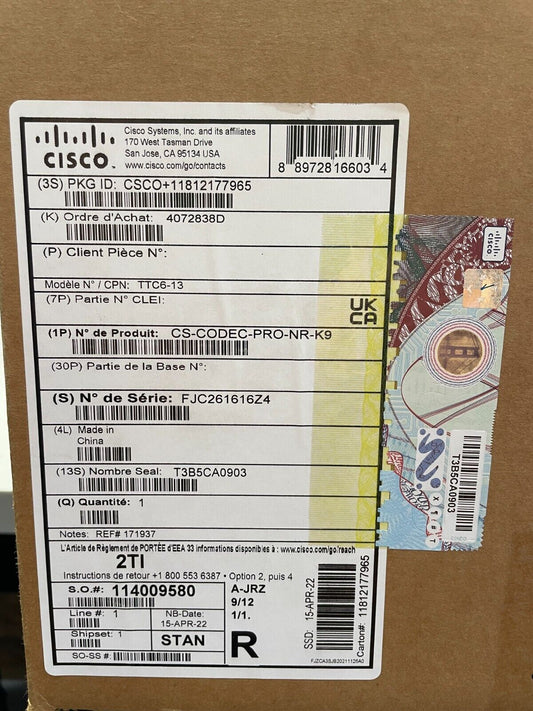 CISCO
Cisco Systems, Inc. and its affiliates
170 West Tasman Drive
San Jose, CA 95134 USA
www.cisco.com/go/contacts
8 89728 16603 4
(3S) PKG ID: CSCO+11812177965
(K) Ordre d'Achat: 4072838D
(P) Client Pièce N°:
Modèle N° / CPN: TTC6-13
(7P) Partie N° CLEI:
UK
CA
(1P) N° de Produit: CS-CODEC-PRO-NR-K9
(30P) Partie de la Base N°:
(S) N° de Série: FJC261616Z4
(4L) Made in
China
(13S) Nombre Seal: T3B5CA0903
(Q) Quantité: 1
Notes: REF# 171937
L'Article de Règlement de PORTÉE d'EEA 33 informations disponibles à : www.cisco.com/go/reach
2TI
Instructions de retour +1 800 553 6387 • Option 2, puis 4
S.O.#: 114009580
Line #: 1
NB-Date:
15-APR-22
Shipset: 1
STAN
SO-SS #:
A-JRZ
9/12
1/1.
R
SSD: 15-APR-22
Carton#: 11812177965
FJZCA3SJB20211126A0
CISCO
T3B5CA0903